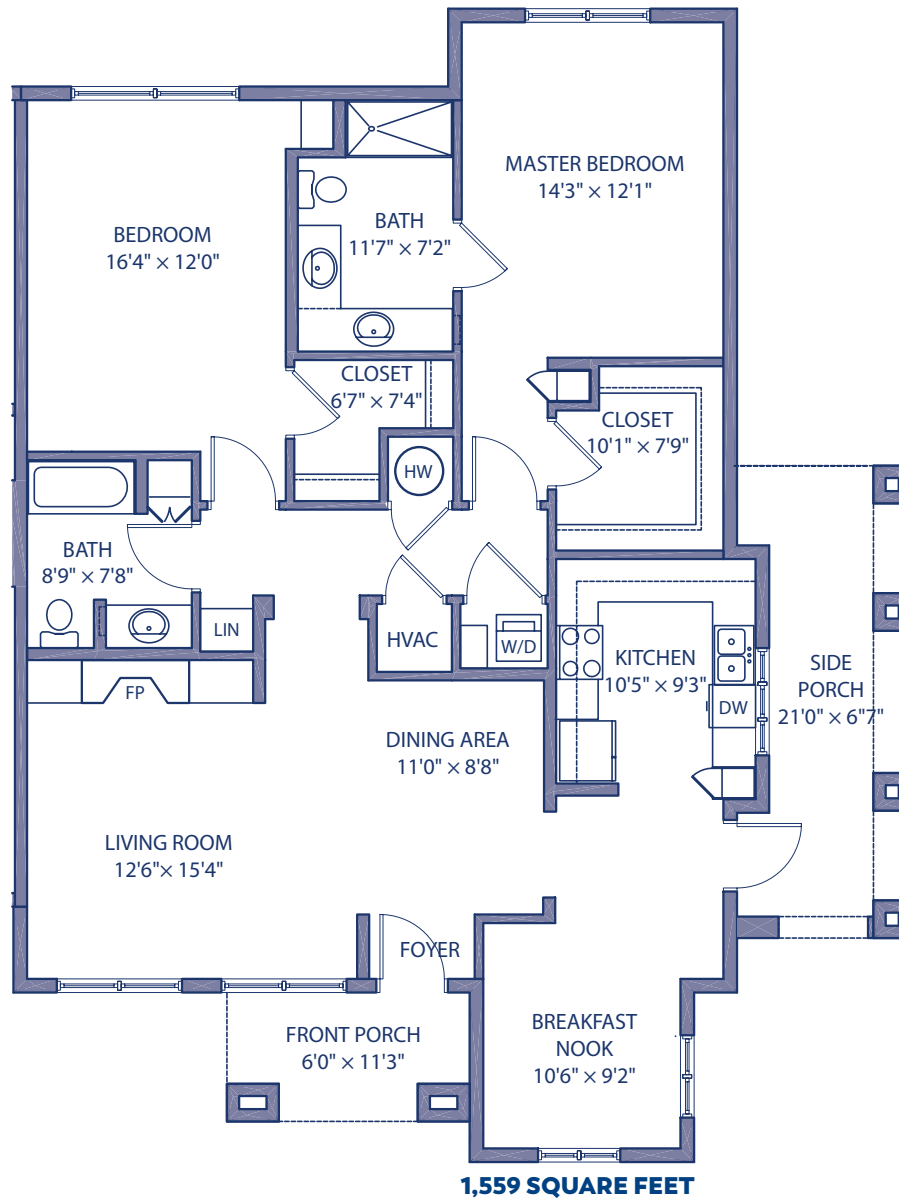 MASTER BEDROOM
14'3" × 12'1"
BEDROOM
16'4" × 12'0"
BATH
11'7" × 7'2"
CLOSET
6'7" × 7'4"
CLOSET
10'1" × 7'9"
HW
BATH
8'9" × 7'8"
LIN
HVAC
W/D
KITCHEN
10'5" × 9'3"
SIDE
PORCH
21'0" × 6'7"
FP
DW
DINING AREA
11'0" × 8'8"
LIVING ROOM
12'6"× 15'4"
FOYER
FRONT PORCH
6'0" × 11'3"
BREAKFAST
NOOK
10'6" × 9'2"
1,559 SQUARE FEET